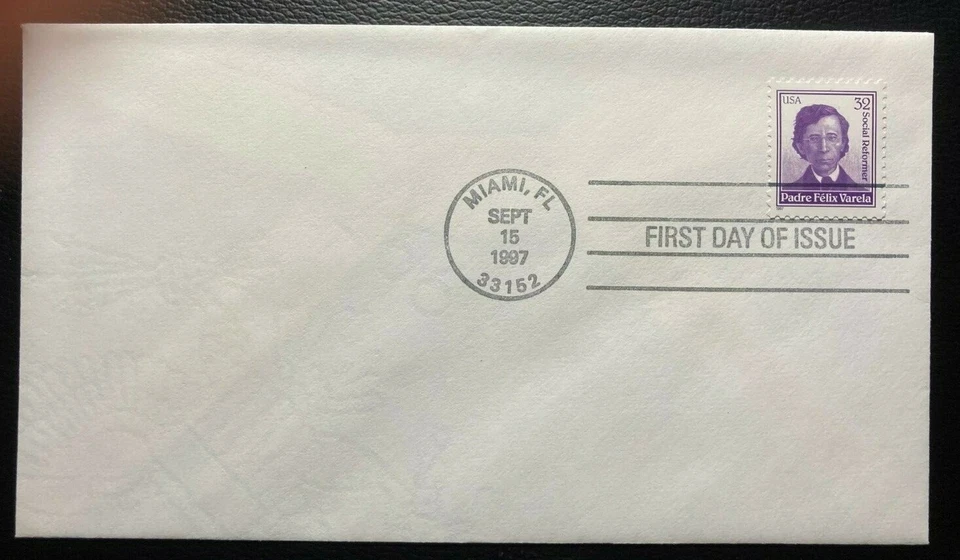 USA
32
Social Reformer
Padre Félix Varela
MIAMI, FL
SEPT
15
1997
33152
FIRST DAY OF ISSUE